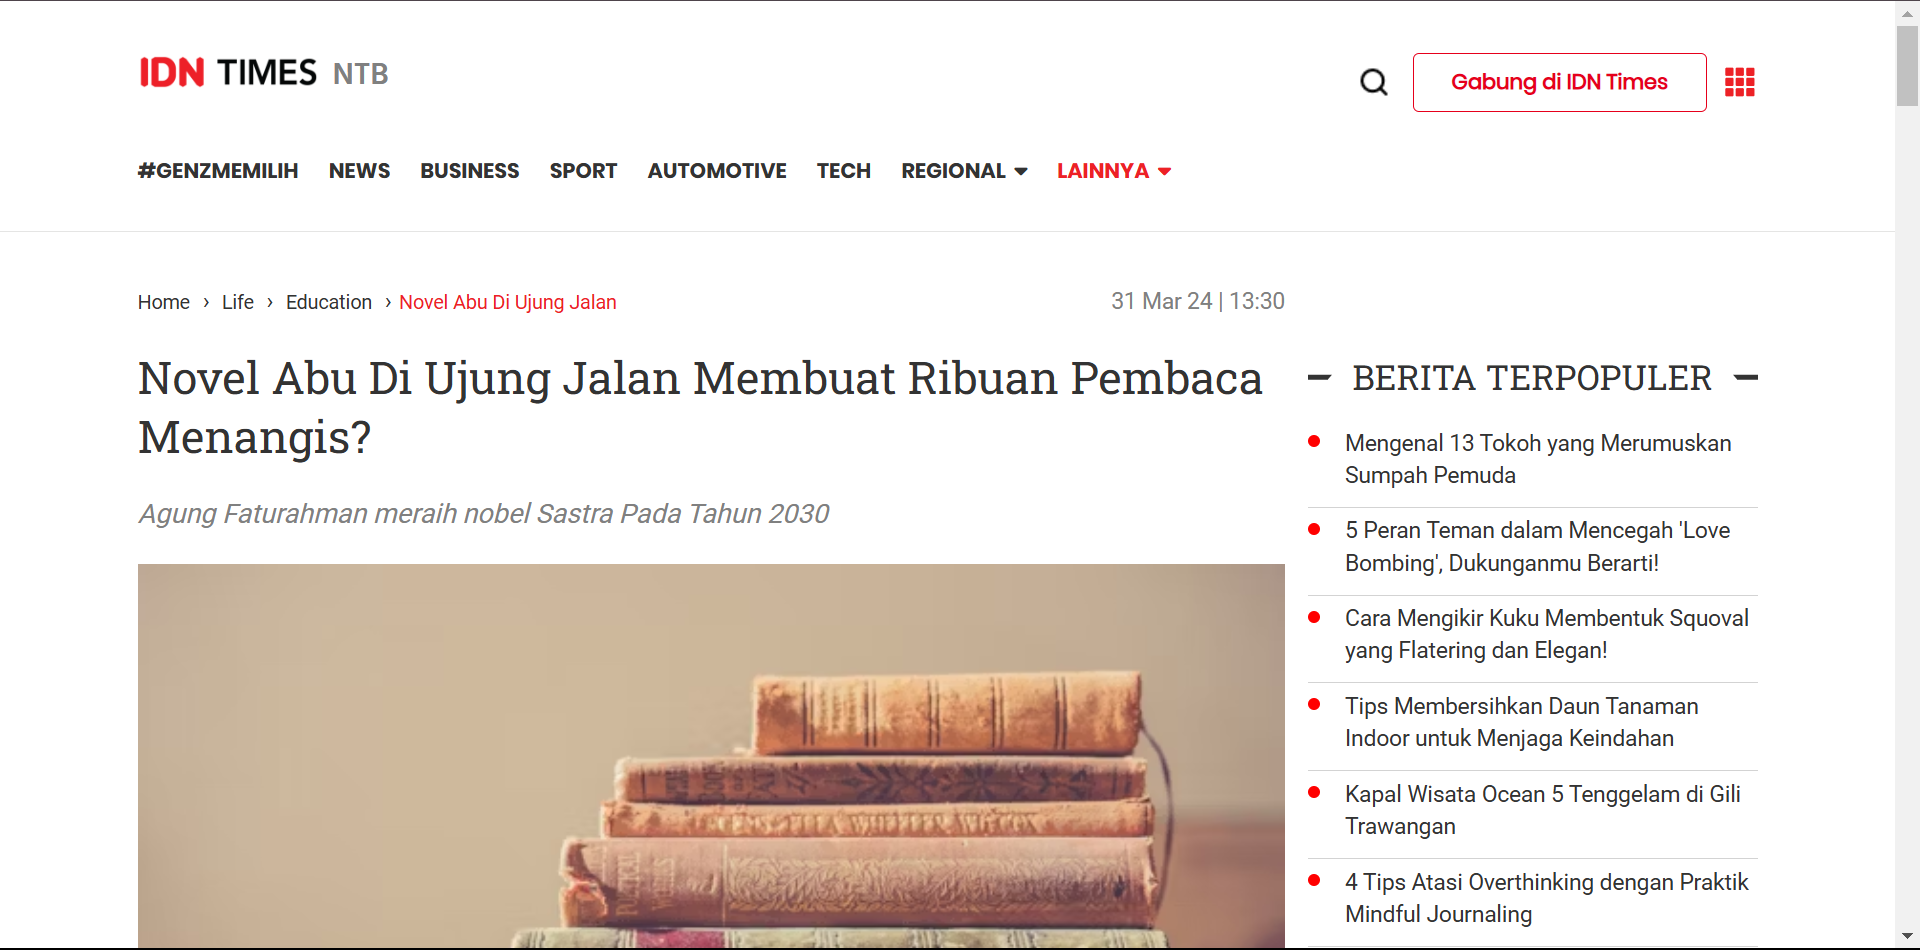 IDN TIMES NTB
Gabung di IDN Times
#GENZMEMILIH NEWS BUSINESS SPORT AUTOMOTIVE TECH REGIONAL LAINNYA
Home › Life › Education › Novel Abu Di Ujung Jalan
31 Mar 24 | 13:30
Novel Abu Di Ujung Jalan Membuat Ribuan Pembaca
Menangis?
Agung Faturahman meraih nobel Sastra Pada Tahun 2030
BERITA TERPOPULER
Mengenal 13 Tokoh yang Merumuskan
Sumpah Pemuda
5 Peran Teman dalam Mencegah 'Love
Bombing', Dukunganmu Berarti!
Cara Mengikir Kuku Membentuk Squoval
yang Flatering dan Elegan!
Tips Membersihkan Daun Tanaman
Indoor untuk Menjaga Keindahan
Kapal Wisata Ocean 5 Tenggelam di Gili
Trawangan
4 Tips Atasi Overthinking dengan Praktik
Mindful Journaling